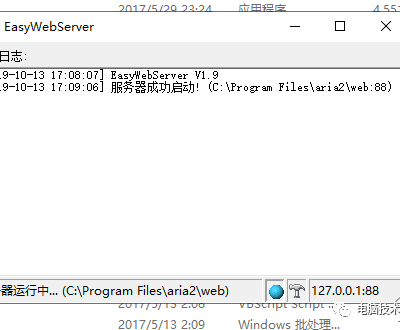 2017/5/29 23:24 应用程序 4,551
EasyWebServer
日志:
9-10-13 17:08:07] EasyWebServer V1.9
9-10-13 17:09:06] 服务器成功启动! (C:\Program Files\aria2\web:88)
器运行中... (C:\Program Files\aria2\web) 127.0.0.1:88
2017/5/13 2:08 VBScript Script
电脑技术
2017/5/13 2:09 Windows 批处理...